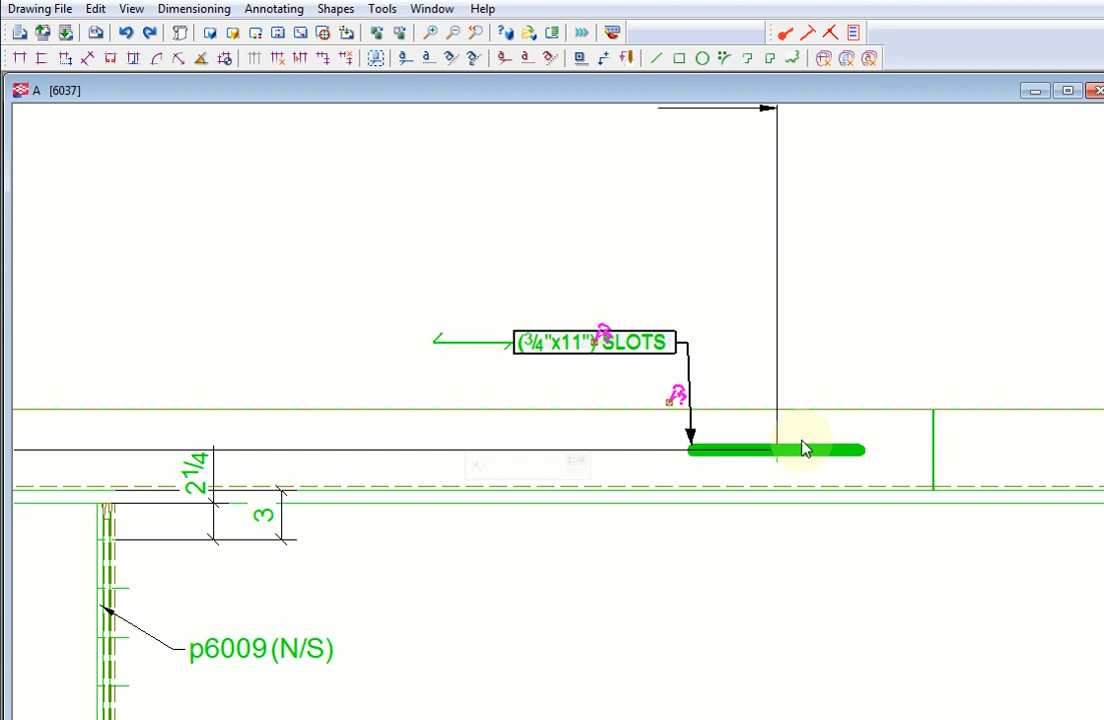 Drawing File Edit View Dimensioning Annotating Shapes Tools Window Help
A [6037]
(3/4"x11") SLOTS
2 1/4
3
p6009(N/S)